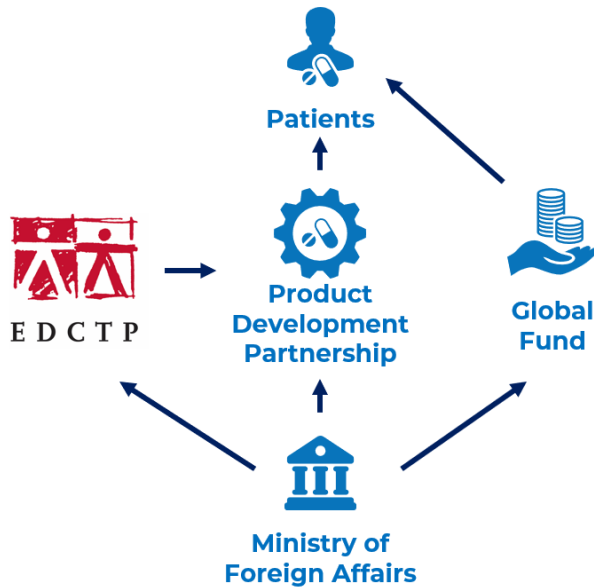 Patients
EDCTP
Product
Development
Partnership
Global
Fund
Ministry of
Foreign Affairs